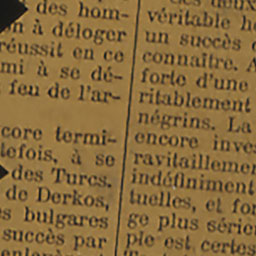 des hom-
n à déloger
réussit en ce
mi à se dé-
feu de l'ar-
core termi-
tefois, à se
des Turcs.
de Derkos,
s bulgares
succès par
véritable h
un succès
connaître. A
forte d'une
ritablement
négrins. La
encore inve
ravitailleme
indéfiniment
tuelles, et fo
ge plus série
ple est certes